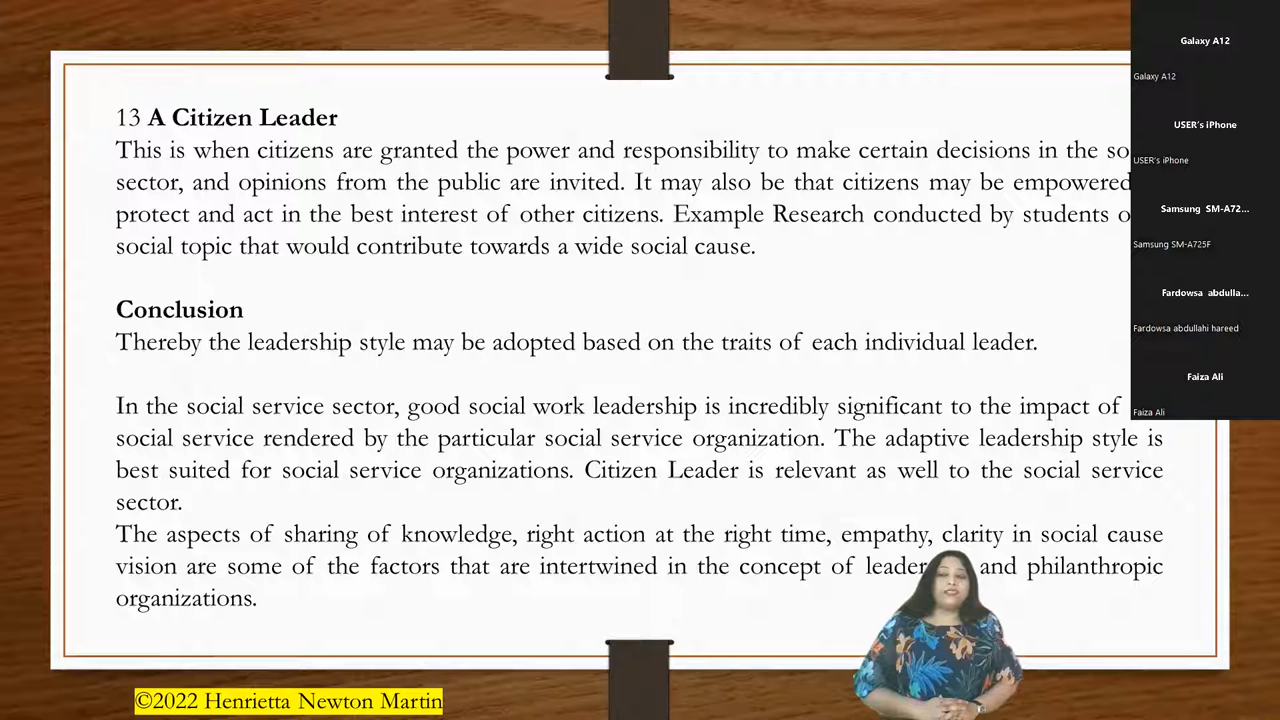 13 A Citizen Leader
This is when citizens are granted the power and responsibility to make certain decisions in the so
sector, and opinions from the public are invited. It may also be that citizens may be empowered
protect and act in the best interest of other citizens. Example Research conducted by students o
social topic that would contribute towards a wide social cause.
Conclusion
Thereby the leadership style may be adopted based on the traits of each individual leader.
In the social service sector, good social work leadership is incredibly significant to the impact of
social service rendered by the particular social service organization. The adaptive leadership style is
best suited for social service organizations. Citizen Leader is relevant as well to the social service
sector.
The aspects of sharing of knowledge, right action at the right time, empathy, clarity in social cause
vision are some of the factors that are intertwined in the concept of leader and philanthropic
organizations.
©2022 Henrietta Newton Martin
Galaxy A12
Galaxy A12
USER's iPhone
USER's iPhone
Samsung SM-A72...
Samsung SM-A725F
Fardowsa abdulla...
Fardowsa abdullahi hareed
Faiza Ali
Faiza Ali